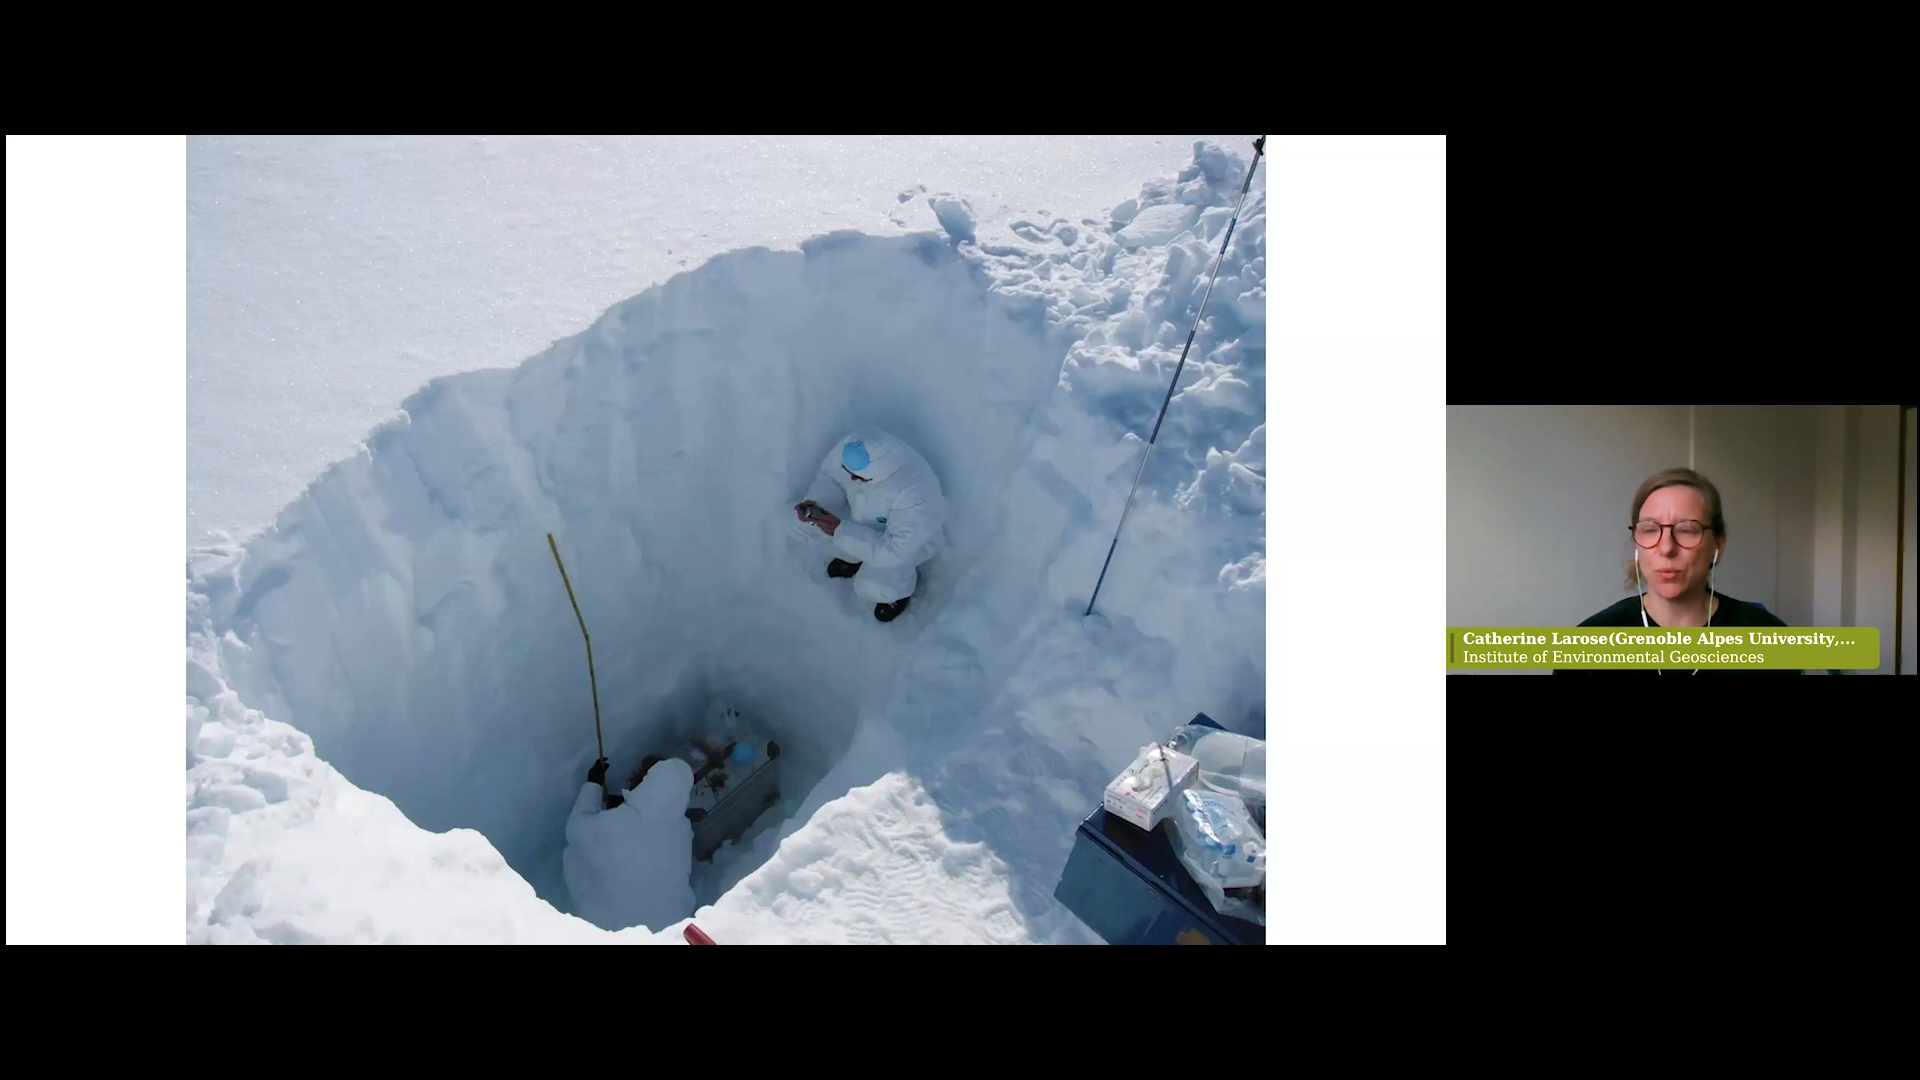 Catherine Larose(Grenoble Alpes University,...
Institute of Environmental Geosciences